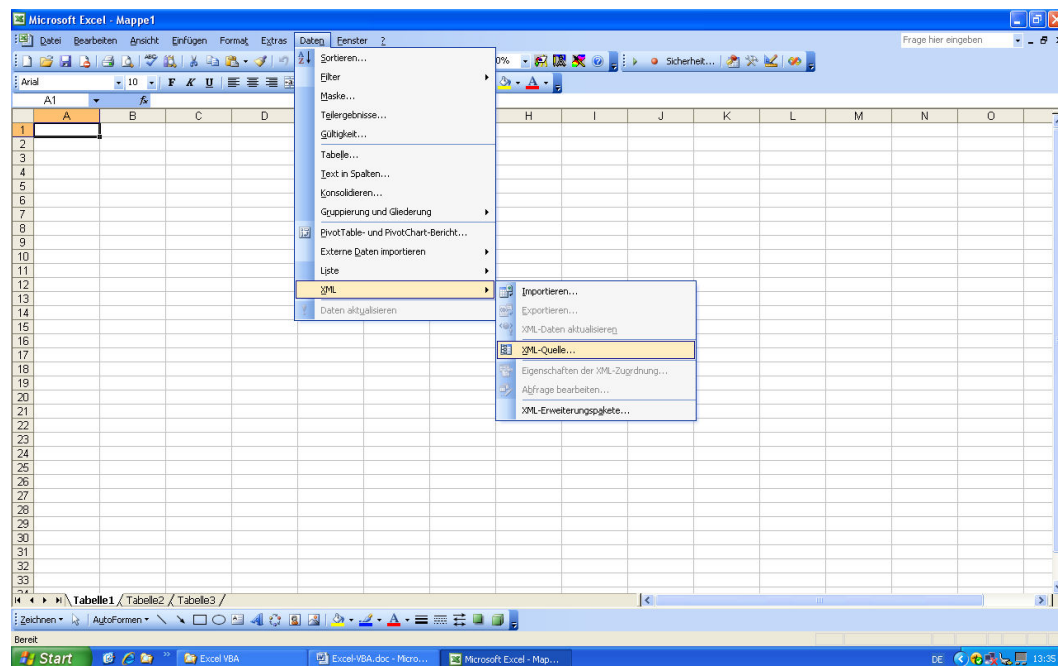 Microsoft Excel - Mappe1
Datei Bearbeiten Ansicht Einfügen Format Extras Daten Fenster ? Frage hier eingeben
0% Sicherheit...
Arial 10 F K U
A1 fx
A B C D H I J K L M N O
Sortieren...
Filter
Maske...
Teilergebnisse...
Gültigkeit...
Tabelle...
Text in Spalten...
Konsolidieren...
Gruppierung und Gliederung
PivotTable- und PivotChart-Bericht...
Externe Daten importieren
Liste
XML
Daten aktualisieren
Importieren...
Exportieren...
XML-Daten aktualisieren
XML-Quelle...
Eigenschaften der XML-Zuordnung...
Abfrage bearbeiten...
XML-Erweiterungspakete...
1
2
3
4
5
6
7
8
9
10
11
12
13
14
15
16
17
18
19
20
21
22
23
24
25
26
27
28
29
30
31
32
33
Tabelle1 / Tabelle2 / Tabelle3 /
Zeichnen AutoFormen
Bereit
Start Excel VBA Excel-VBA.doc - Micro... Microsoft Excel - Map... DE 13:35